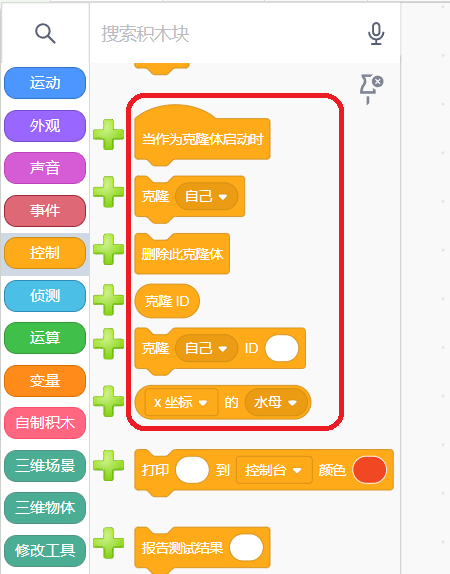 搜索积木块
运动
外观
声音
事件
控制
侦测
运算
变量
自制积木
三维场景
三维物体
修改工具
当作为克隆体启动时
克隆 自己
删除此克隆体
克隆 ID
克隆 自己 ID
x 坐标 的 水母
打印 到 控制台 颜色
报告测试结果